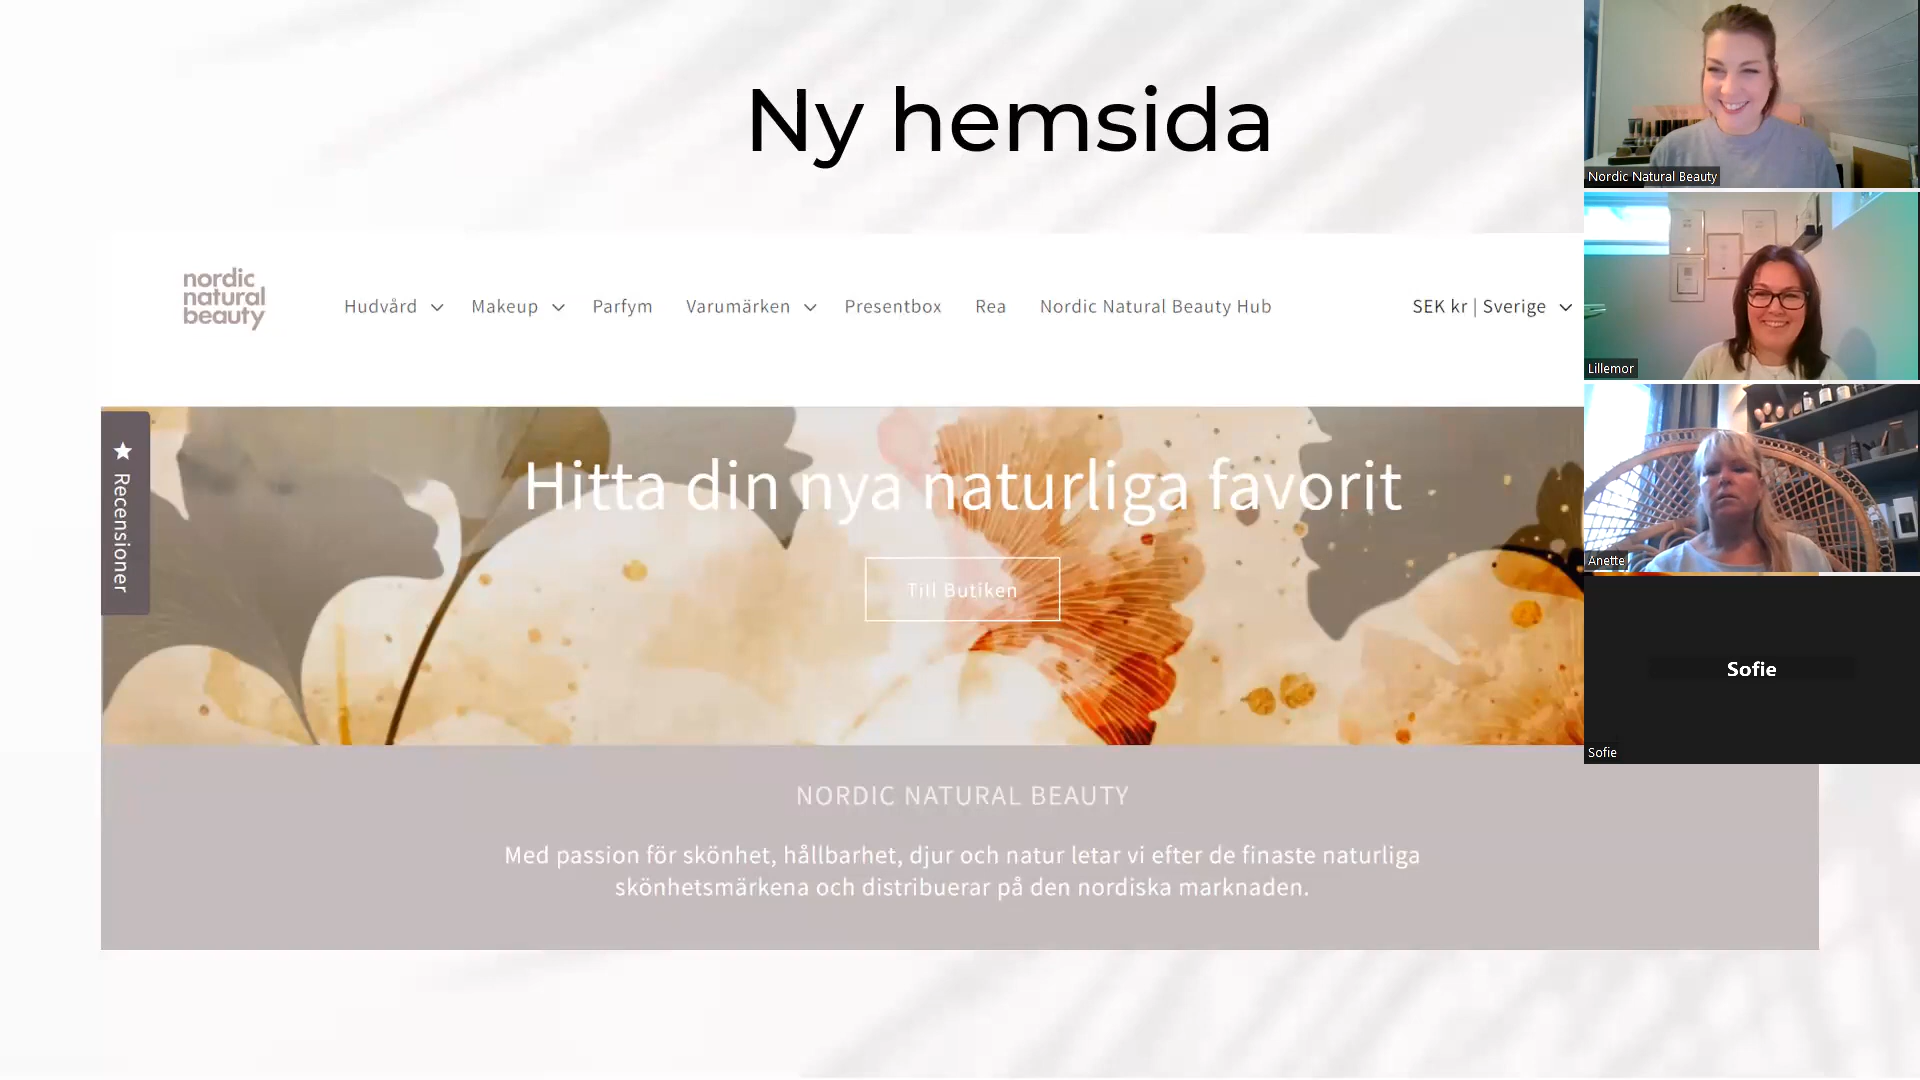 Ny hemsida
nordic
natural
beauty
Hudvård
Makeup
Parfym
Varumärken
Presentbox
Rea
Nordic Natural Beauty Hub
SEK kr | Sverige
Recensioner
Hitta din nya naturliga favorit
Till Butiken
NORDIC NATURAL BEAUTY
Med passion för skönhet, hållbarhet, djur och natur letar vi efter de finaste naturliga
skönhetsmärkena och distribuerar på den nordiska marknaden.
Nordic Natural Beauty
Lillemor
Anette
Sofie
Sofie